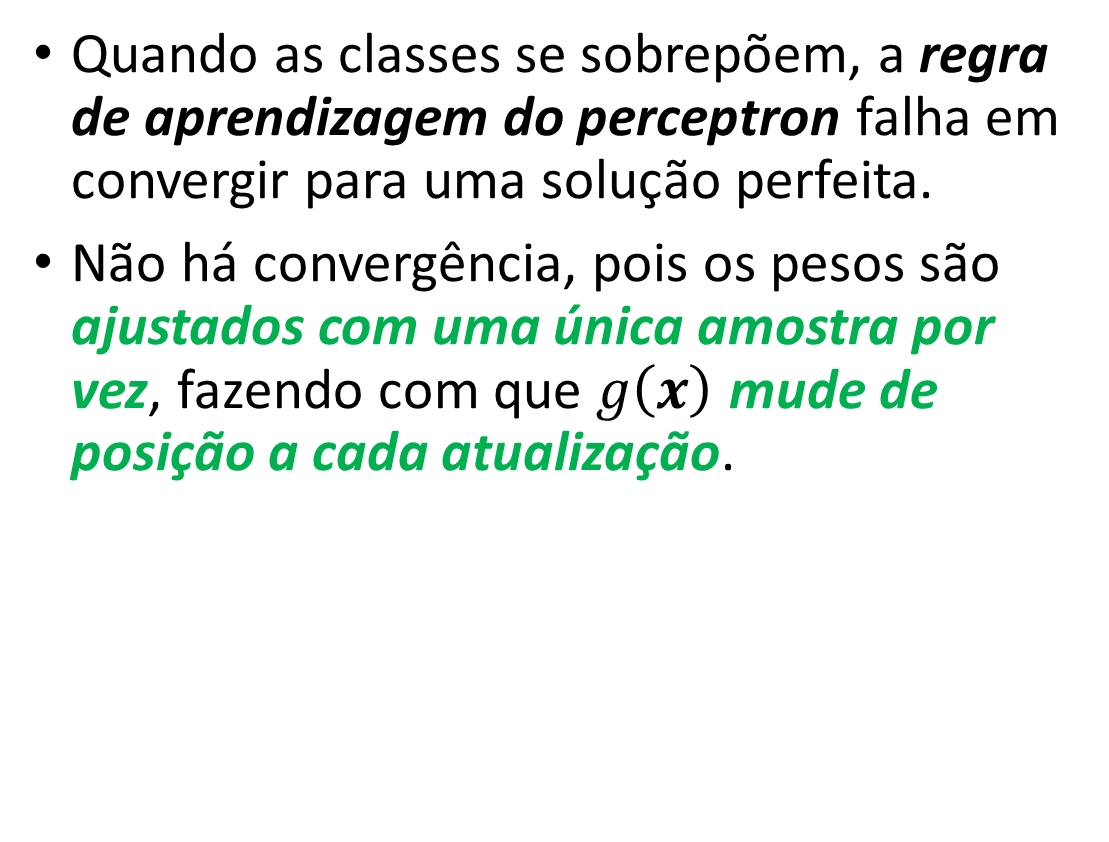 • Quando as classes se sobrepõem, a regra
de aprendizagem do perceptron falha em
convergir para uma solução perfeita.
• Não há convergência, pois os pesos são
ajustados com uma única amostra por
vez, fazendo com que g(x) mude de
posição a cada atualização.